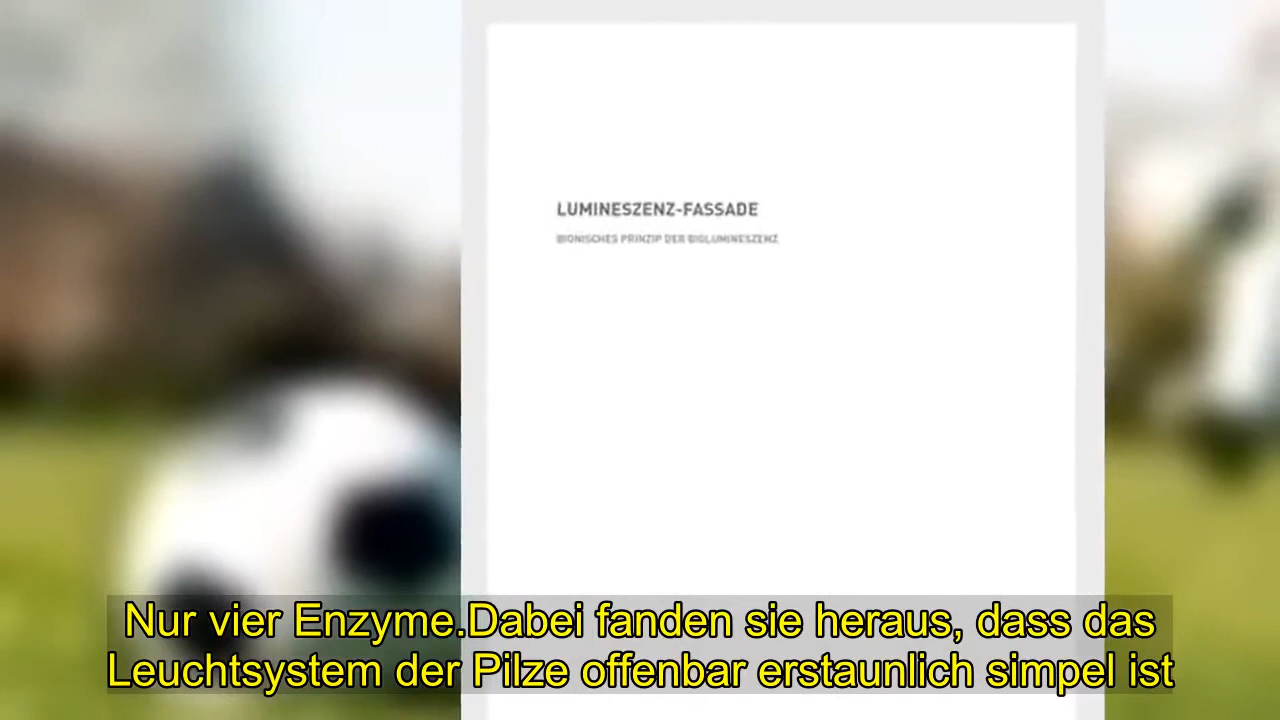 LUMINESZENZ-FASSADE
BIONISCHES PRINZIP DER BIOLUMINESZENZ
Nur vier Enzyme.Dabei fanden sie heraus, dass das
Leuchtsystem der Pilze offenbar erstaunlich simpel ist